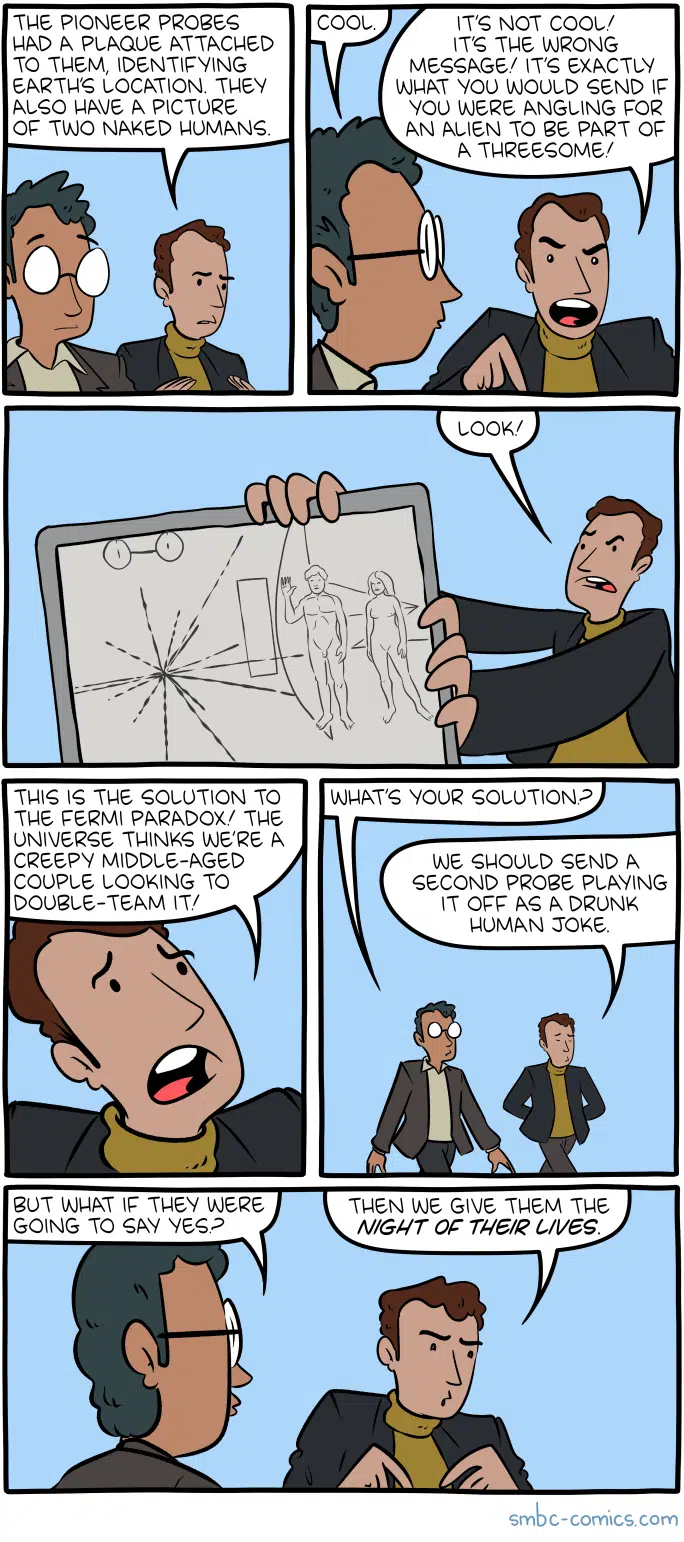 THE PIONEER PROBES
HAD A PLAQUE ATTACHED
TO THEM, IDENTIFYING
EARTH'S LOCATION. THEY
ALSO HAVE A PICTURE
OF TWO NAKED HUMANS.
COOL.
IT'S NOT COOL!
IT'S THE WRONG
MESSAGE! IT'S EXACTLY
WHAT YOU WOULD SEND IF
YOU WERE ANGLING FOR
AN ALIEN TO BE PART OF
A THREESOME!
LOOK!
THIS IS THE SOLUTION TO
THE FERMI PARADOX! THE
UNIVERSE THINKS WE'RE A
CREEPY MIDDLE-AGED
COUPLE LOOKING TO
DOUBLE-TEAM IT!
WHAT'S YOUR SOLUTION?
WE SHOULD SEND A
SECOND PROBE PLAYING
IT OFF AS A DRUNK
HUMAN JOKE.
BUT WHAT IF THEY WERE
GOING TO SAY YES?
THEN WE GIVE THEM THE
NIGHT OF THEIR LIVES.
smbc-comics.com